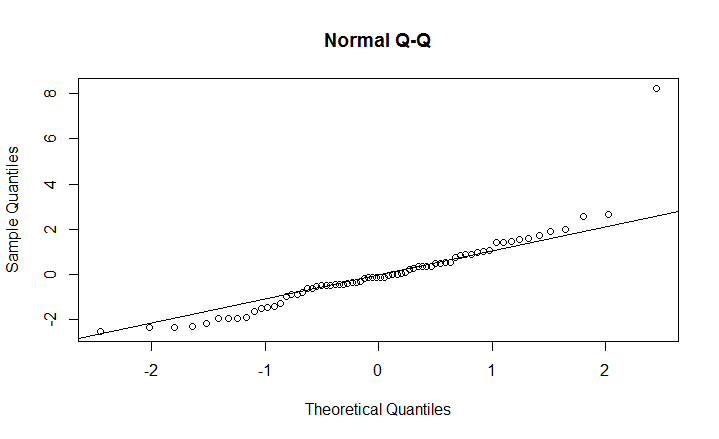 Normal Q-Q
Sample Quantiles
8
6
4
2
0
-2
-2 -1 0 1 2
Theoretical Quantiles